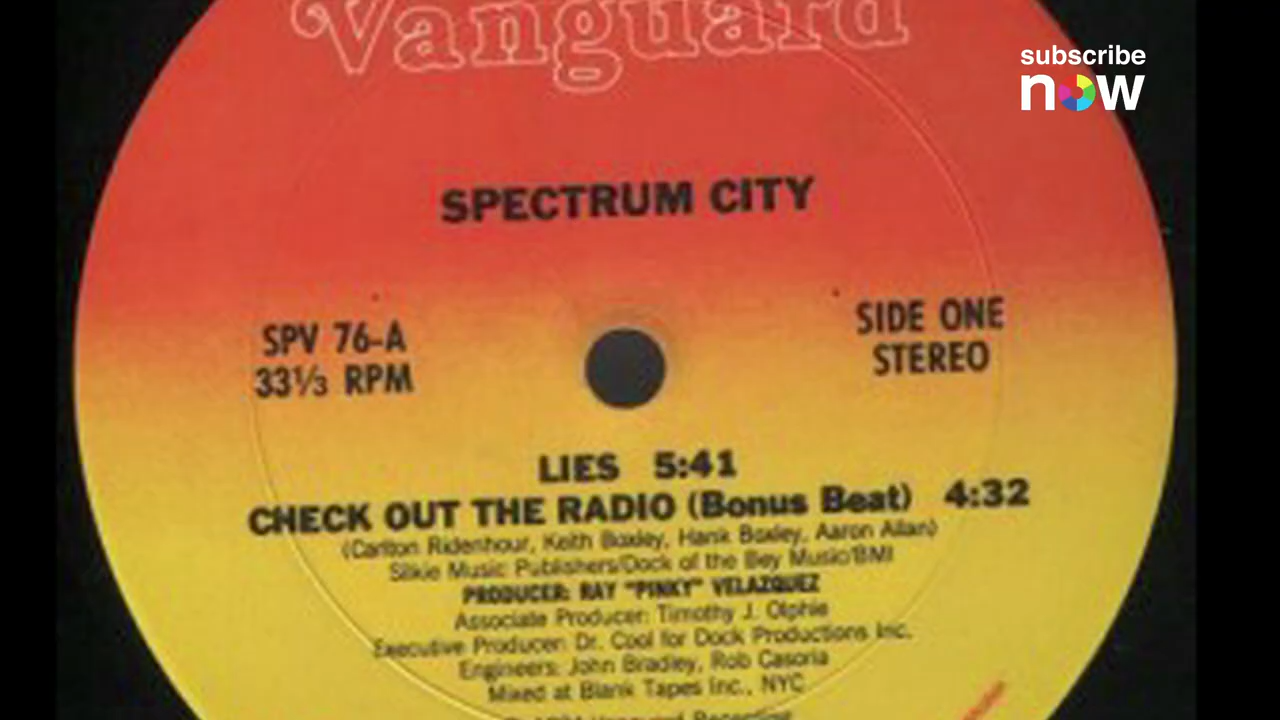 Vanguard
subscribe
now
SPECTRUM CITY
SPV 76-A
33⅓ RPM
SIDE ONE
STEREO
LIES 5:41
CHECK OUT THE RADIO (Bonus Beat) 4:32
(Carlton Ridenhour, Keith Boxley, Hank Boxley, Aaron Allan)
Silkie Music Publishers/Dock of the Bey Music/BMI
PRODUCER: RAY "PINKY" VELAZQUEZ
Associate Producer: Timothy J. Olphie
Executive Producer: Dr. Cool for Dock Productions Inc.
Engineers: John Bradley, Rob Casoria
Mixed at Blank Tapes Inc., NYC
Vanguard